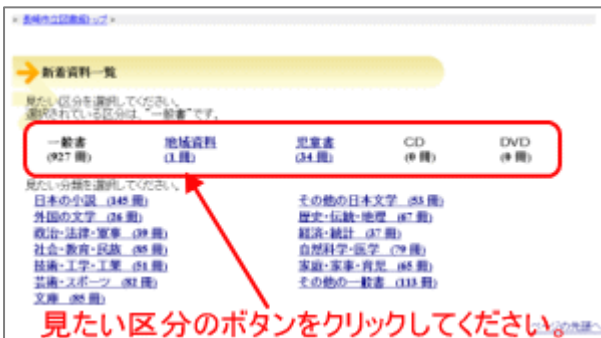 長崎市立図書館トップ
新着資料一覧
見たい区分を選択してください。
選択されている区分は、"一般書"です。
一般書 地域資料 児童書 CD DVD
(927 冊) (1 冊) (34 冊) (0 冊) (0 冊)
見たい分類を選択してください。
日本の小説 (145 冊) その他の日本文学 (53 冊)
外国の文学 (26 冊) 歴史・伝統・地理 (67 冊)
政治・法律・軍事 (39 冊) 経済・統計 (37 冊)
社会・教育・民族 (85 冊) 自然科学・医学 (79 冊)
技術・工学・工業 (51 冊) 家庭・家事・育児 (65 冊)
芸術・スポーツ (82 冊) その他の一般書 (113 冊)
文庫 (85 冊)
ページの先頭へ
見たい区分のボタンをクリックしてください。